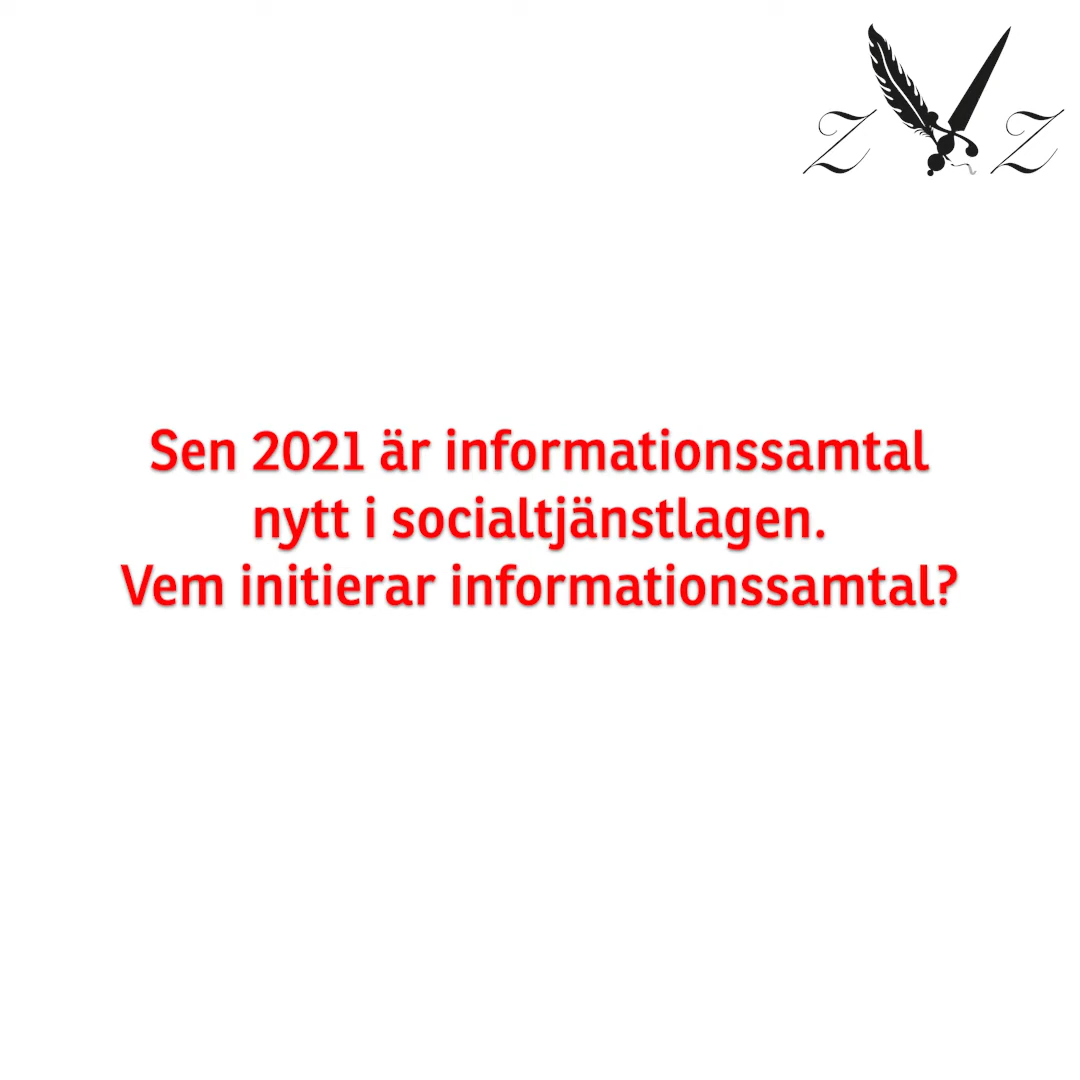 Z Z
Sen 2021 är informationssamtal
nytt i socialtjänstlagen.
Vem initierar informationssamtal?